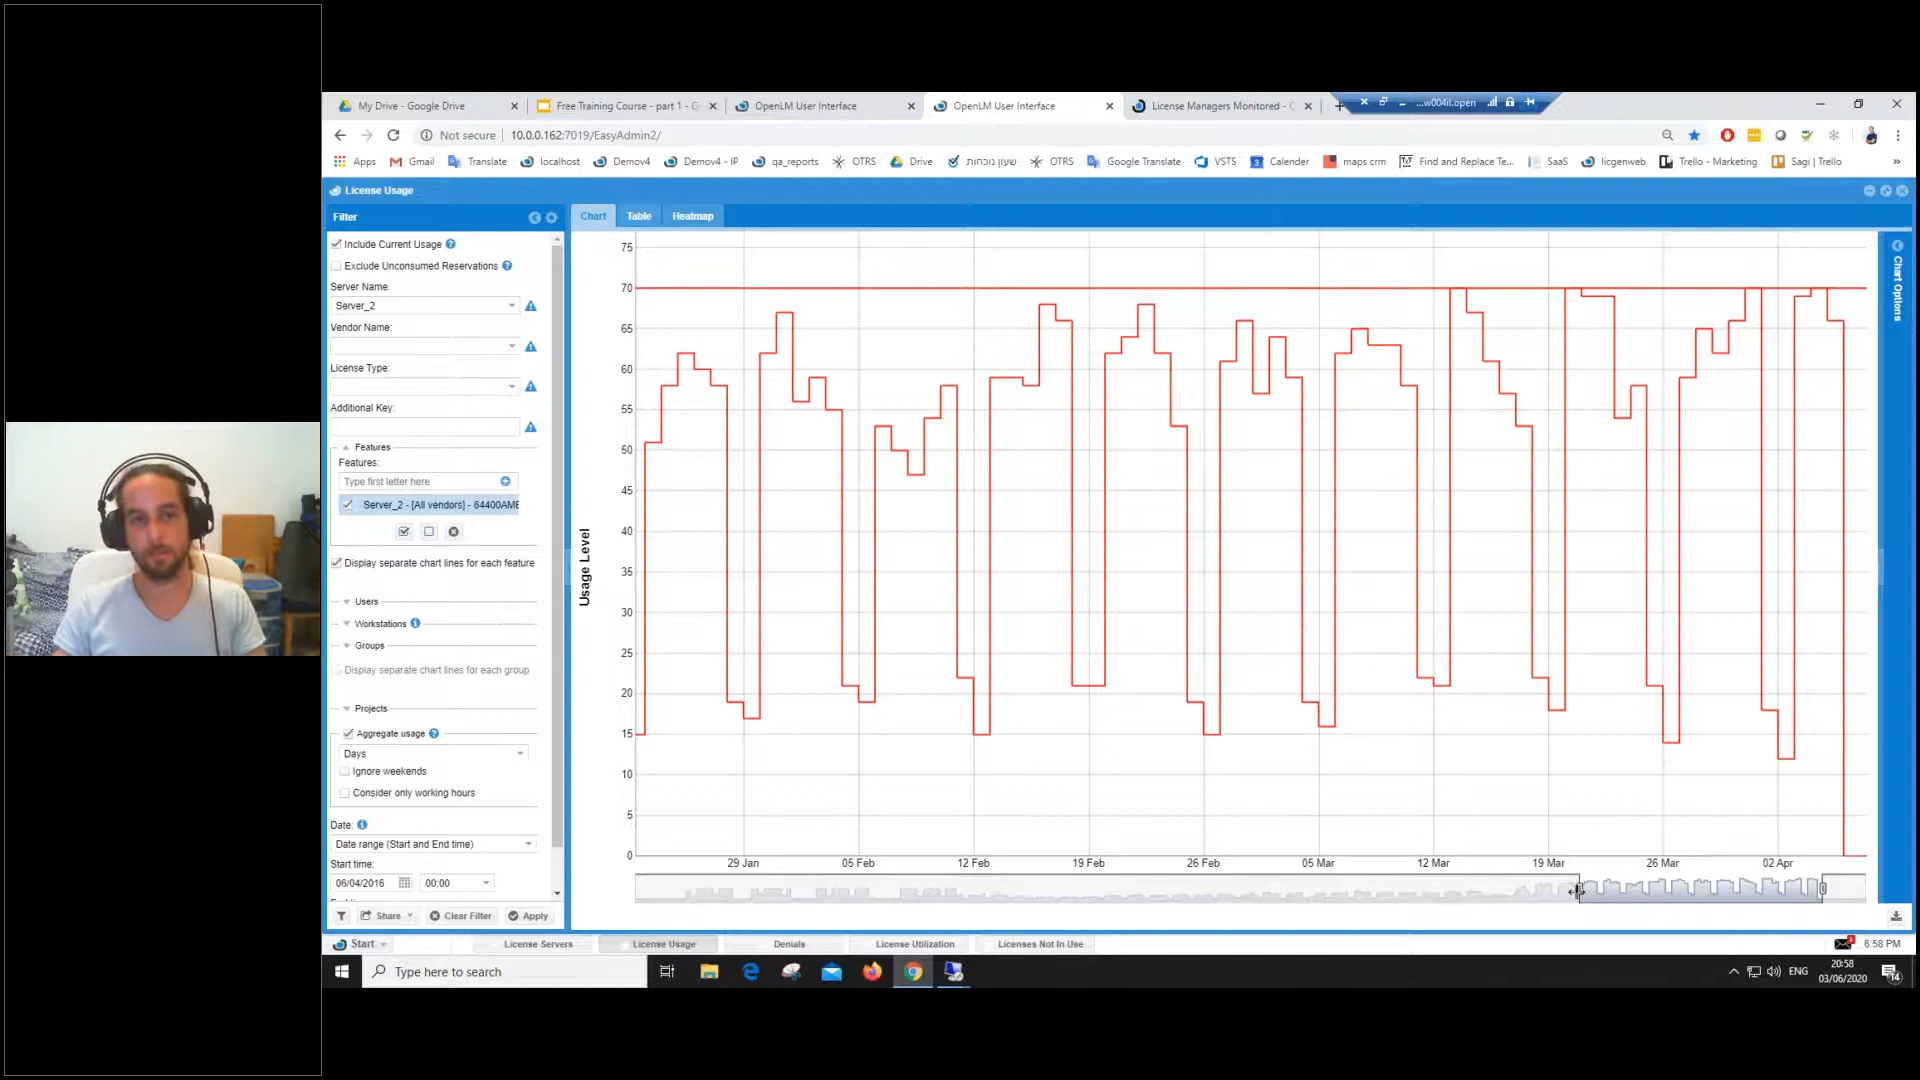 My Drive - Google Drive
Free Training Course - part 1 - G
OpenLM User Interface
OpenLM User Interface
License Managers Monitored - O
...w004il.open
Not secure | 10.0.0.162:7019/EasyAdmin2/
Apps Gmail Translate localhost Demov4 Demov4 - IP qa_reports OTRS Drive שעון נוכחות OTRS Google Translate VSTS Calender maps crm Find and Replace Te... SaaS licgenweb Trello - Marketing Sagi | Trello
License Usage
Filter
Chart Table Heatmap
Include Current Usage
Exclude Unconsumed Reservations
Server Name:
Server_2
Vendor Name:
License Type:
Additional Key:
Features
Features:
Type first letter here
Server_2 - [All vendors] - 64400AME
Display separate chart lines for each feature
Users
Workstations
Groups
Display separate chart lines for each group
Projects
Aggregate usage
Days
Ignore weekends
Consider only working hours
Date:
Date range (Start and End time)
Start time:
06/04/2016 00:00
Share Clear Filter Apply
Usage Level
75
70
65
60
55
50
45
40
35
30
25
20
15
10
5
0
29 Jan 05 Feb 12 Feb 19 Feb 26 Feb 05 Mar 12 Mar 19 Mar 26 Mar 02 Apr
Chart Options
Start License Servers License Usage Denials License Utilization Licenses Not In Use 6:58 PM
Type here to search
ENG
20:58
03/06/2020
14